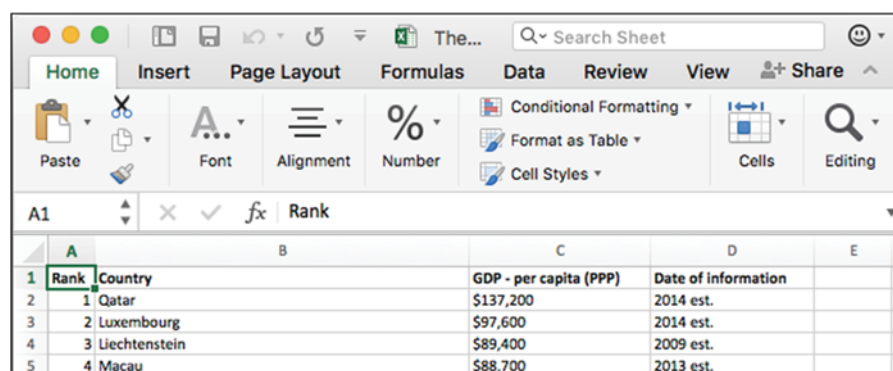 The... Search Sheet
Home Insert Page Layout Formulas Data Review View Share
Paste Font Alignment % Number Conditional Formatting
Format as Table
Cell Styles
Cells Editing
A1 fx Rank
A B C D E
1 Rank Country GDP - per capita (PPP) Date of information
2 1 Qatar $137,200 2014 est.
3 2 Luxembourg $97,600 2014 est.
4 3 Liechtenstein $89,400 2009 est.
5 4 Macau $88,700 2013 est.